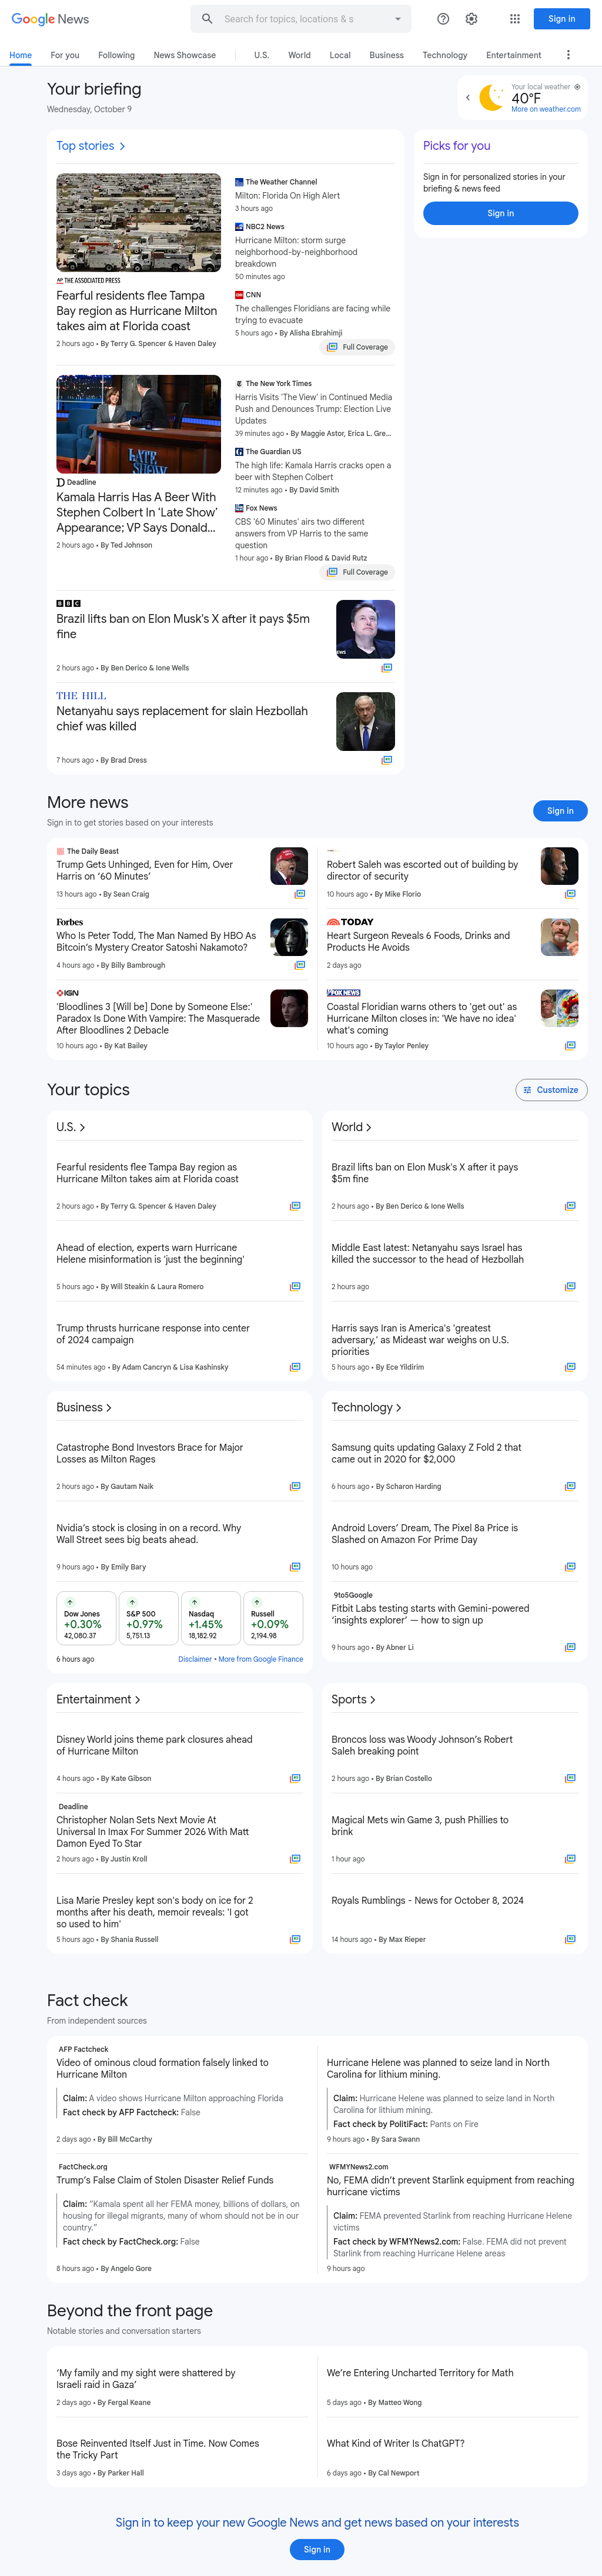 Google News
Search for topics, locations & s
Sign in
Home
For you
Following
News Showcase
U.S.
World
Local
Business
Technology
Entertainment
Your briefing
Wednesday, October 9
Your local weather
40°F
More on weather.com
Top stories
THE ASSOCIATED PRESS
Fearful residents flee Tampa
Bay region as Hurricane Milton
takes aim at Florida coast
2 hours ago • By Terry G. Spencer & Haven Daley
The Weather Channel
Milton: Florida On High Alert
3 hours ago
NBC2 News
Hurricane Milton: storm surge
neighborhood-by-neighborhood
breakdown
50 minutes ago
CNN
The challenges Floridians are facing while
trying to evacuate
5 hours ago • By Alisha Ebrahimji
Full Coverage
Picks for you
Sign in for personalized stories in your
briefing & news feed
Sign in
LATE
SHOW
Deadline
Kamala Harris Has A Beer With
Stephen Colbert In ‘Late Show’
Appearance; VP Says Donald...
2 hours ago • By Ted Johnson
The New York Times
Harris Visits 'The View' in Continued Media
Push and Denounces Trump: Election Live
Updates
39 minutes ago • By Maggie Astor, Erica L. Gre...
The Guardian US
The high life: Kamala Harris cracks open a
beer with Stephen Colbert
12 minutes ago • By David Smith
Fox News
CBS '60 Minutes' airs two different
answers from VP Harris to the same
question
1 hour ago • By Brian Flood & David Rutz
Full Coverage
BBC
Brazil lifts ban on Elon Musk's X after it pays $5m
fine
2 hours ago • By Ben Derico & Ione Wells
THE HILL
Netanyahu says replacement for slain Hezbollah
chief was killed
7 hours ago • By Brad Dress
More news
Sign in to get stories based on your interests
Sign in
The Daily Beast
Trump Gets Unhinged, Even for Him, Over
Harris on ‘60 Minutes’
13 hours ago • By Sean Craig
Robert Saleh was escorted out of building by
director of security
10 hours ago • By Mike Florio
Forbes
Who Is Peter Todd, The Man Named By HBO As
Bitcoin’s Mystery Creator Satoshi Nakamoto?
4 hours ago • By Billy Bambrough
TODAY
Heart Surgeon Reveals 6 Foods, Drinks and
Products He Avoids
2 days ago
IGN
'Bloodlines 3 [Will be] Done by Someone Else:'
Paradox Is Done With Vampire: The Masquerade
After Bloodlines 2 Debacle
10 hours ago • By Kat Bailey
FOX NEWS
Coastal Floridian warns others to 'get out' as
Hurricane Milton closes in: 'We have no idea'
what's coming
10 hours ago • By Taylor Penley
Your topics
Customize
U.S.
Fearful residents flee Tampa Bay region as
Hurricane Milton takes aim at Florida coast
2 hours ago • By Terry G. Spencer & Haven Daley
Ahead of election, experts warn Hurricane
Helene misinformation is 'just the beginning'
5 hours ago • By Will Steakin & Laura Romero
Trump thrusts hurricane response into center
of 2024 campaign
54 minutes ago • By Adam Cancryn & Lisa Kashinsky
World
Brazil lifts ban on Elon Musk's X after it pays
$5m fine
2 hours ago • By Ben Derico & Ione Wells
Middle East latest: Netanyahu says Israel has
killed the successor to the head of Hezbollah
2 hours ago
Harris says Iran is America's 'greatest
adversary,' as Mideast war weighs on U.S.
priorities
5 hours ago • By Ece Yildirim
Business
Catastrophe Bond Investors Brace for Major
Losses as Milton Rages
2 hours ago • By Gautam Naik
Nvidia’s stock is closing in on a record. Why
Wall Street sees big beats ahead.
9 hours ago • By Emily Bary
Dow Jones
+0.30%
42,080.37
S&P 500
+0.97%
5,751.13
Nasdaq
+1.45%
18,182.92
Russell
+0.09%
2,194.98
6 hours ago
Disclaimer • More from Google Finance
Technology
Samsung quits updating Galaxy Z Fold 2 that
came out in 2020 for $2,000
6 hours ago • By Scharon Harding
Android Lovers’ Dream, The Pixel 8a Price is
Slashed on Amazon For Prime Day
10 hours ago
9to5Google
Fitbit Labs testing starts with Gemini-powered
‘insights explorer’ — how to sign up
9 hours ago • By Abner Li
Entertainment
Disney World joins theme park closures ahead
of Hurricane Milton
4 hours ago • By Kate Gibson
Deadline
Christopher Nolan Sets Next Movie At
Universal In Imax For Summer 2026 With Matt
Damon Eyed To Star
2 hours ago • By Justin Kroll
Lisa Marie Presley kept son's body on ice for 2
months after his death, memoir reveals: 'I got
so used to him'
5 hours ago • By Shania Russell
Sports
Broncos loss was Woody Johnson’s Robert
Saleh breaking point
2 hours ago • By Brian Costello
Magical Mets win Game 3, push Phillies to
brink
1 hour ago
Royals Rumblings - News for October 8, 2024
14 hours ago • By Max Rieper
Fact check
From independent sources
AFP Factcheck
Video of ominous cloud formation falsely linked to
Hurricane Milton
Claim: A video shows Hurricane Milton approaching Florida
Fact check by AFP Factcheck: False
2 days ago • By Bill McCarthy
Hurricane Helene was planned to seize land in North
Carolina for lithium mining.
Claim: Hurricane Helene was planned to seize land in North
Carolina for lithium mining.
Fact check by PolitiFact: Pants on Fire
9 hours ago • By Sara Swann
FactCheck.org
Trump’s False Claim of Stolen Disaster Relief Funds
Claim: “Kamala spent all her FEMA money, billions of dollars, on
housing for illegal migrants, many of whom should not be in our
country.”
Fact check by FactCheck.org: False
8 hours ago • By Angelo Gore
WFMYNews2.com
No, FEMA didn’t prevent Starlink equipment from reaching
hurricane victims
Claim: FEMA prevented Starlink from reaching Hurricane Helene
victims
Fact check by WFMYNews2.com: False. FEMA did not prevent
Starlink from reaching Hurricane Helene areas
9 hours ago
Beyond the front page
Notable stories and conversation starters
‘My family and my sight were shattered by
Israeli raid in Gaza’
2 days ago • By Fergal Keane
We’re Entering Uncharted Territory for Math
5 days ago • By Matteo Wong
Bose Reinvented Itself Just in Time. Now Comes
the Tricky Part
3 days ago • By Parker Hall
What Kind of Writer Is ChatGPT?
6 days ago • By Cal Newport
Sign in to keep your new Google News and get news based on your interests
Sign in